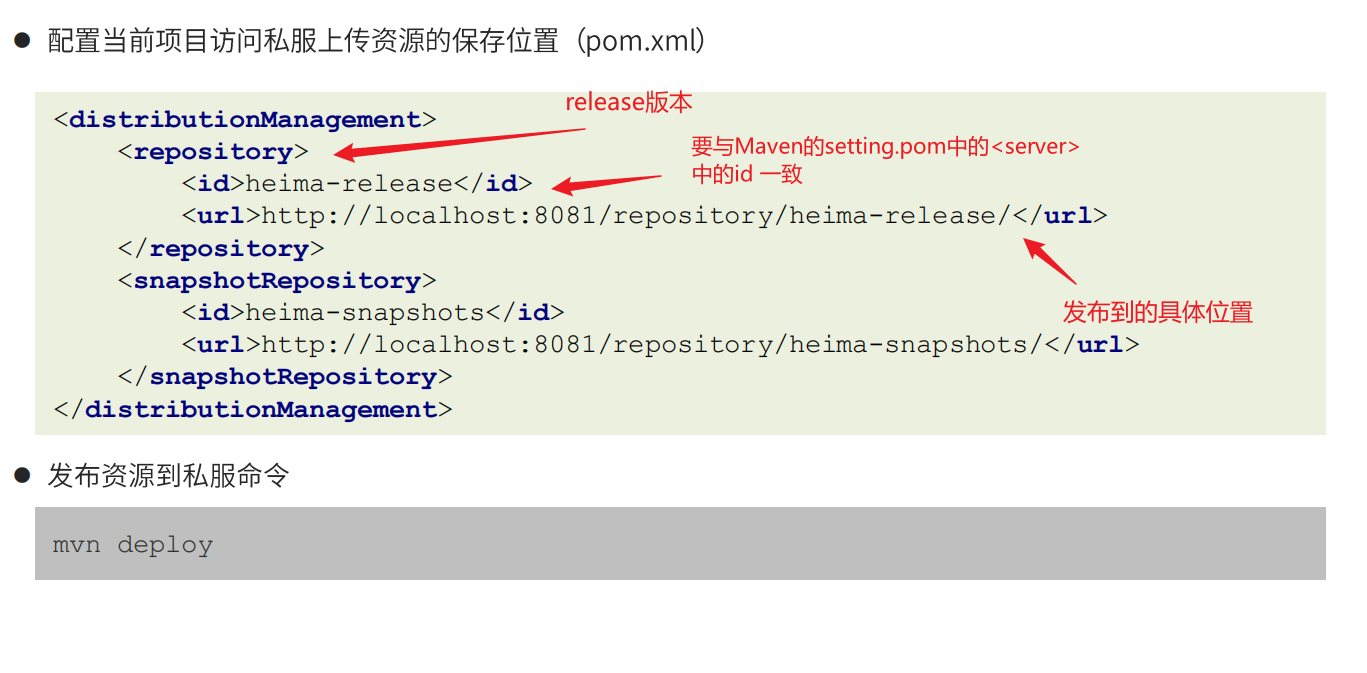 ● 配置当前项目访问私服上传资源的保存位置（pom.xml）
release版本
<distributionManagement>
<repository>
要与Maven的setting.pom中的<server>
中的id 一致
<id>heima-release</id>
<url>http://localhost:8081/repository/heima-release/</url>
</repository>
<snapshotRepository>
<id>heima-snapshots</id>
发布到的具体位置
<url>http://localhost:8081/repository/heima-snapshots/</url>
</snapshotRepository>
</distributionManagement>
● 发布资源到私服命令
mvn deploy